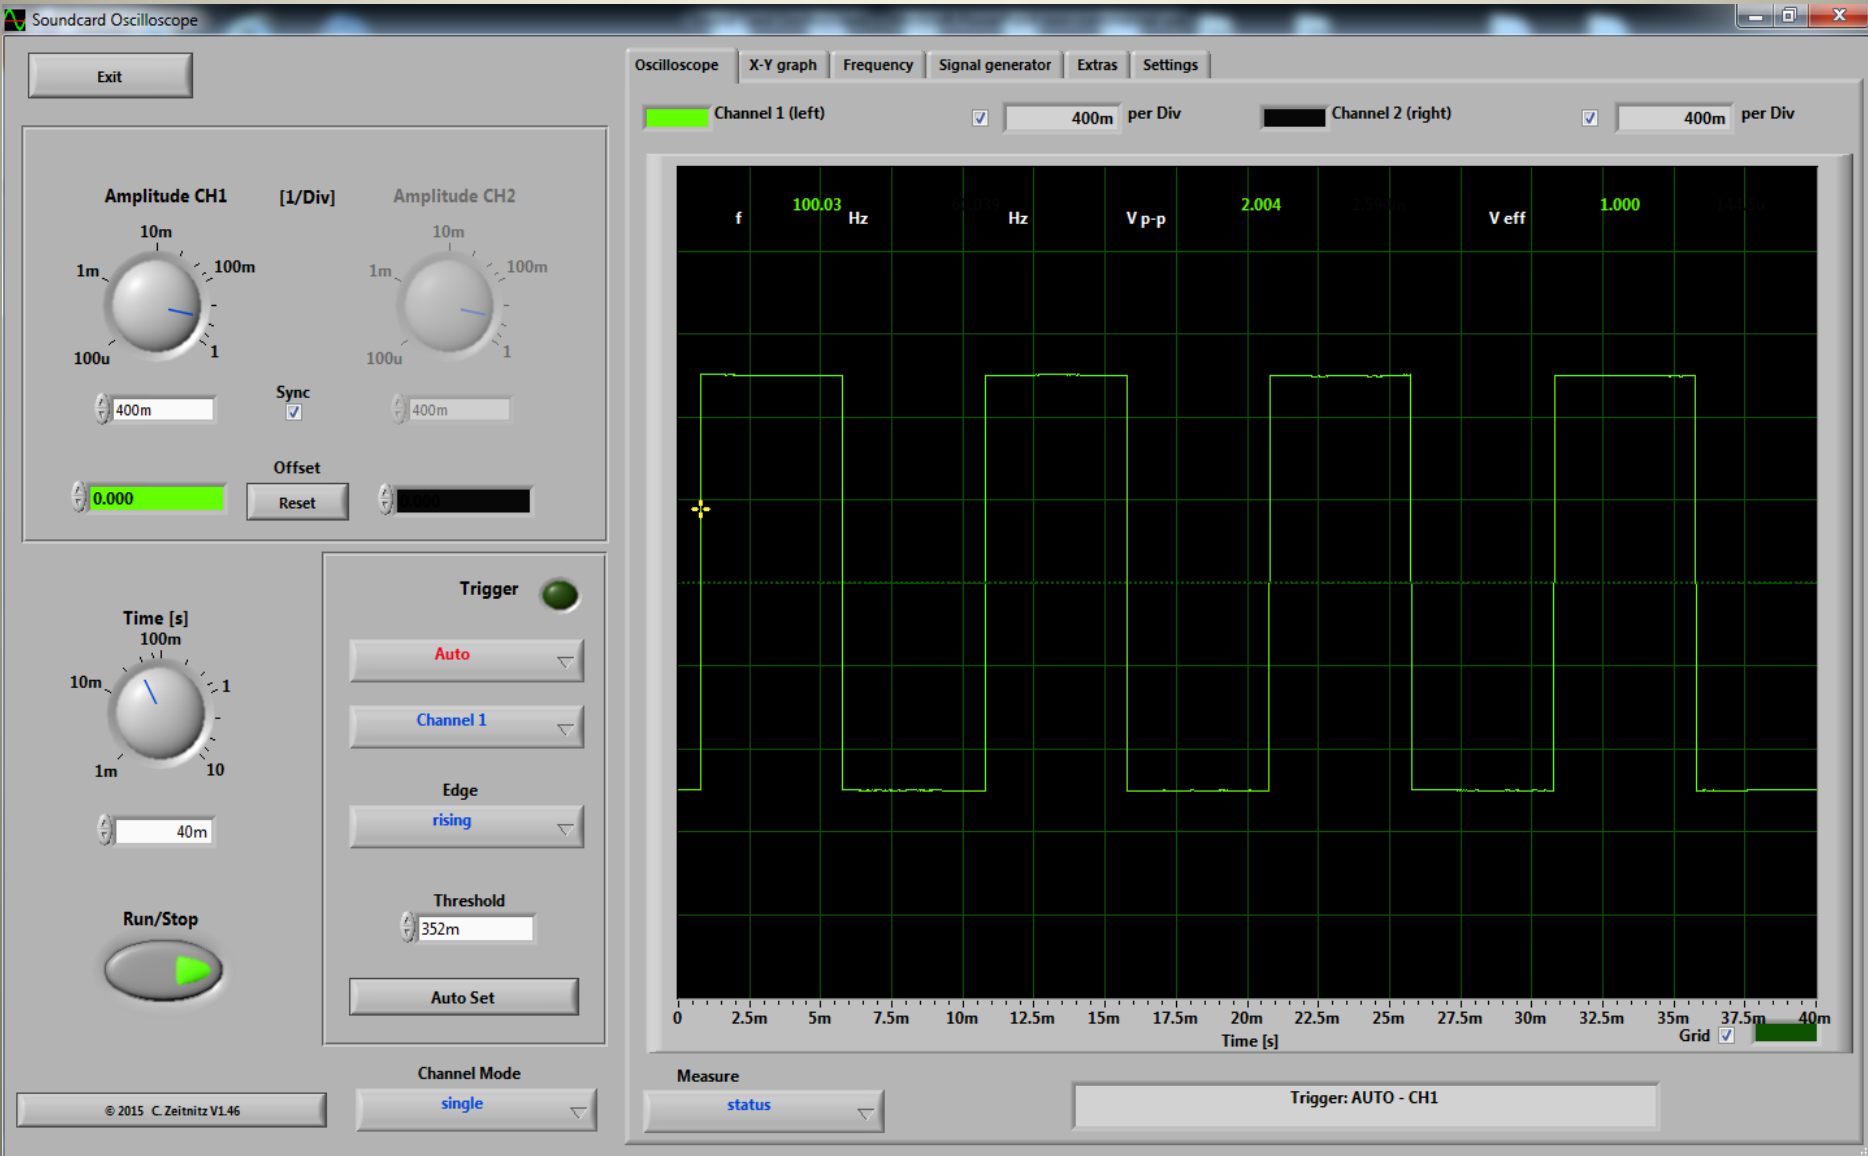 Soundcard Oscilloscope
Exit
Amplitude CH1
[1/Div]
Amplitude CH2
10m
1m
100m
100u
1
10m
1m
100m
100u
1
400m
Sync
400m
Offset
0.000
Reset
0.000
Time [s]
100m
10m
1
1m
10
40m
Run/Stop
Trigger
Auto
Channel 1
Edge
rising
Threshold
352m
Auto Set
Channel Mode
single
© 2015 C. Zeitnitz V1.46
Oscilloscope
X-Y graph
Frequency
Signal generator
Extras
Settings
Channel 1 (left)
400m
per Div
Channel 2 (right)
400m
per Div
f
100.03
Hz
Hz
V p-p
2.004
V eff
1.000
0
2.5m
5m
7.5m
10m
12.5m
15m
17.5m
20m
22.5m
25m
27.5m
30m
32.5m
35m
37.5m
40m
Time [s]
Grid
Measure
status
Trigger: AUTO - CH1